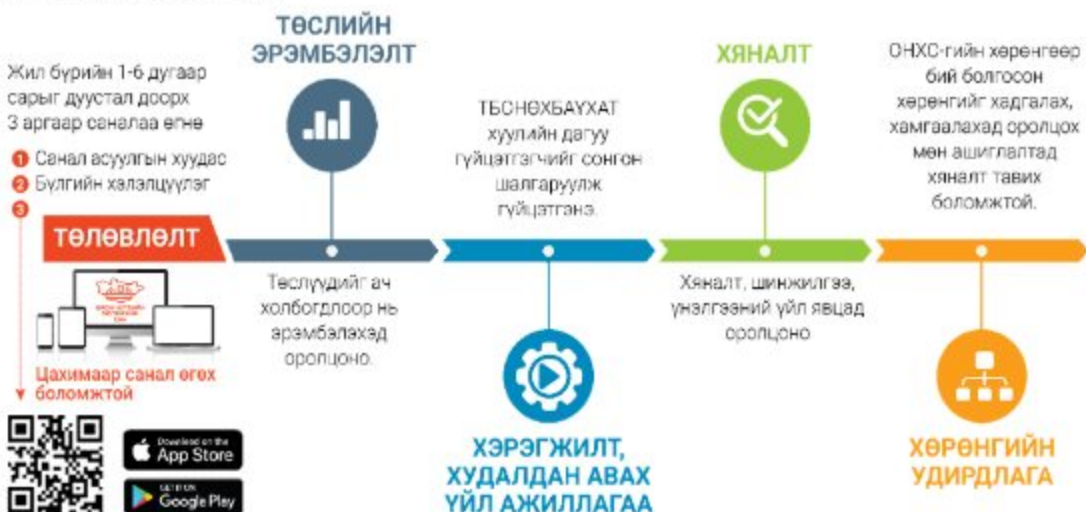 Жил бүрийн 1-6 дугаар
сарыг дуустал доорх
3 аргаар саналаа өгнө
1 Санал асуулгын хуудас
2 Бүлгийн хэлэлцүүлэг
3
ТӨЛӨВЛӨЛТ
Цахимаар санал өгөх
боломжтой
Download on the
App Store
GET IT ON
Google Play
ТӨСЛИЙН
ЭРЭМБЭЛЭЛТ
Төслүүдийг ач
холбогдлоор нь
эрэмбэлэхэд
оролцоно.
ТБОНӨХБАҮХАТ
хуулийн дагуу
гүйцэтгэгчийг сонгон
шалгаруулж
гүйцэтгэнэ.
ХЭРЭГЖИЛТ,
ХУДАЛДАН АВАХ
ҮЙЛ АЖИЛЛАГАА
ХЯНАЛТ
Хяналт, шинжилгээ,
үнэлгээний үйл явцад
оролцоно
ОНХС-гийн хөрөнгөөр
бий болгосон
хөрөнгийг хадгалах,
хамгаалахад оролцох
мөн ашиглалтад
хяналт тавих
боломжтой.
ХӨРӨНГИЙН
УДИРДЛАГА